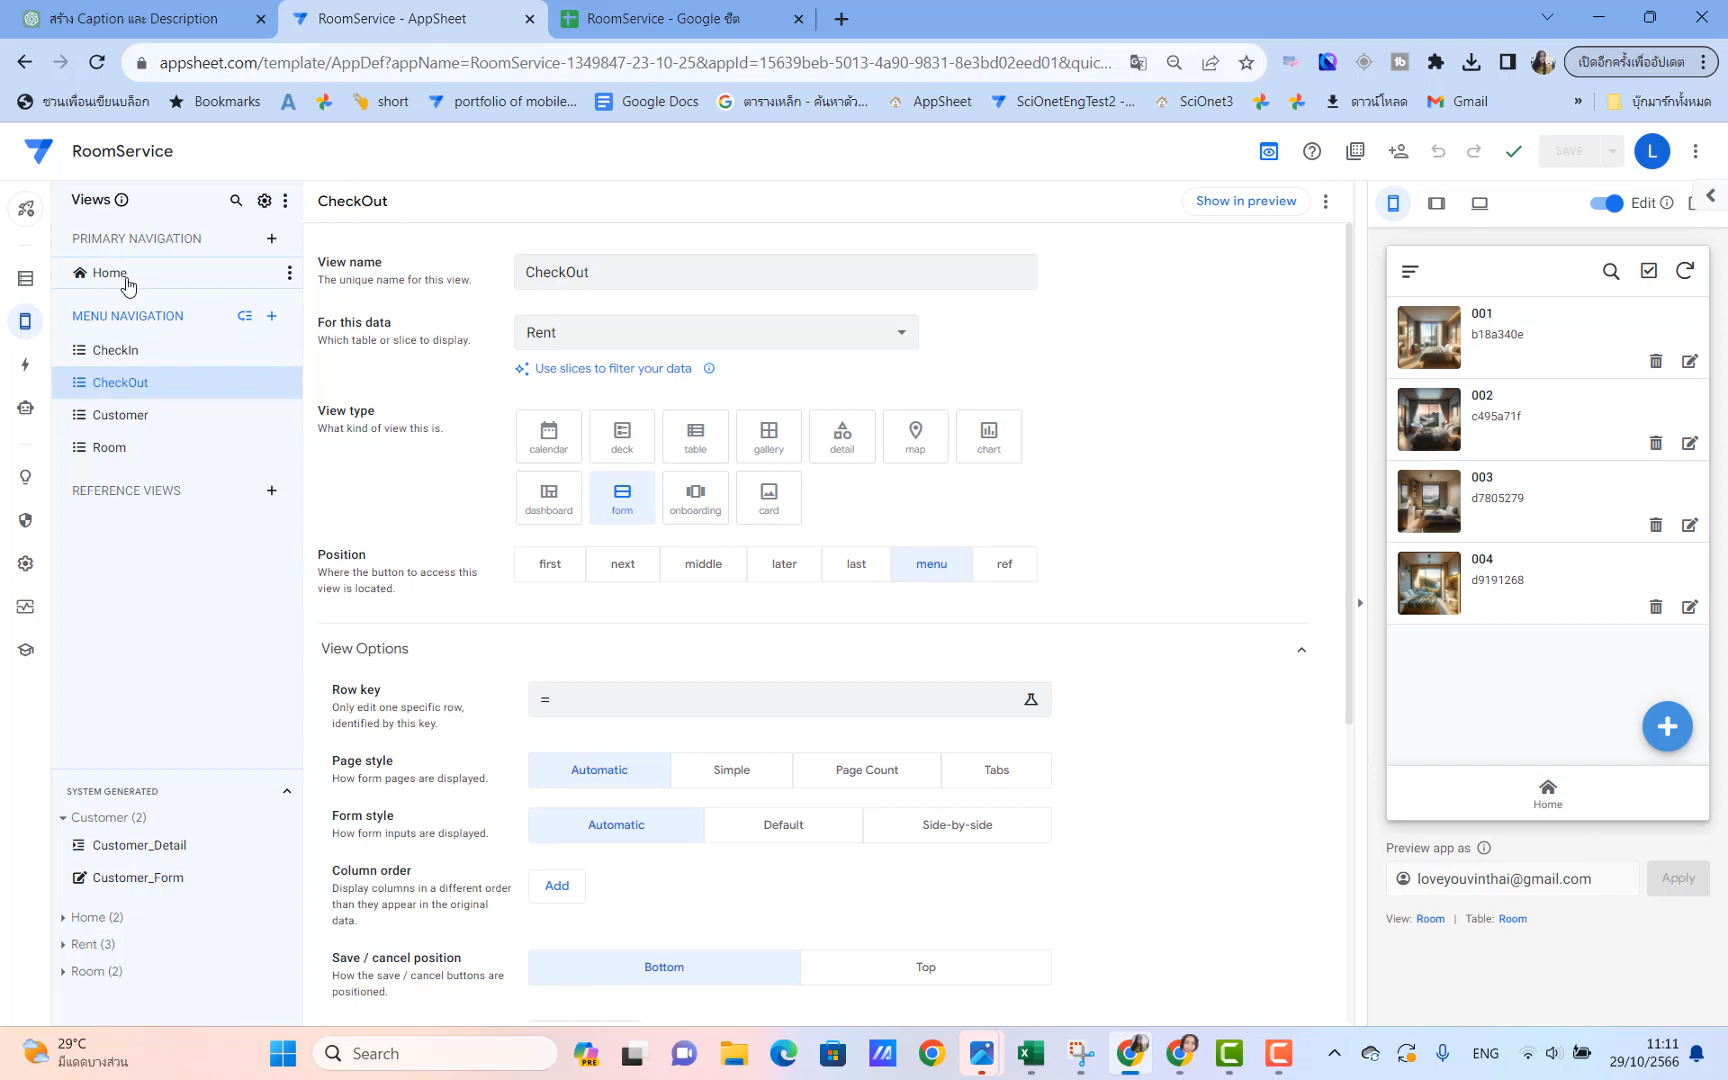 สร้าง Caption และ Description
RoomService - AppSheet
RoomService - Google ชีต
appsheet.com/template/AppDef?appName=RoomService-1349847-23-10-25&appId=15639beb-5013-4a90-9831-8e3bd02eed01&quic...
เปิดอีกครั้งเพื่ออัปเดต
ชวนเพื่อนเขียนบล็อก
Bookmarks
short
portfolio of mobile...
Google Docs
ตารางเหล็ก - ค้นหาด้ว...
AppSheet
SciOnetEngTest2 -...
SciOnet3
ดาวน์โหลด
Gmail
»
บุ๊กมาร์กทั้งหมด
RoomService
SAVE
L
Views
PRIMARY NAVIGATION
Home
MENU NAVIGATION
CheckIn
CheckOut
Customer
Room
REFERENCE VIEWS
SYSTEM GENERATED
Customer (2)
Customer_Detail
Customer_Form
Home (2)
Rent (3)
Room (2)
CheckOut
Show in preview
View name
The unique name for this view.
CheckOut
For this data
Which table or slice to display.
Rent
Use slices to filter your data
View type
What kind of view this is.
calendar
deck
table
gallery
detail
map
chart
dashboard
form
onboarding
card
Position
Where the button to access this
view is located.
first
next
middle
later
last
menu
ref
View Options
Row key
Only edit one specific row,
identified by this key.
=
Page style
How form pages are displayed.
Automatic
Simple
Page Count
Tabs
Form style
How form inputs are displayed.
Automatic
Default
Side-by-side
Column order
Display columns in a different order
than they appear in the original
data.
Add
Save / cancel position
How the save / cancel buttons are
positioned.
Bottom
Top
Edit
001
b18a340e
002
c495a71f
003
d7805279
004
d9191268
Home
Preview app as
loveyouvinthai@gmail.com
Apply
View: Room | Table: Room
29°C
มีแดดบางส่วน
Search
PRE
ENG
11:11
29/10/2566